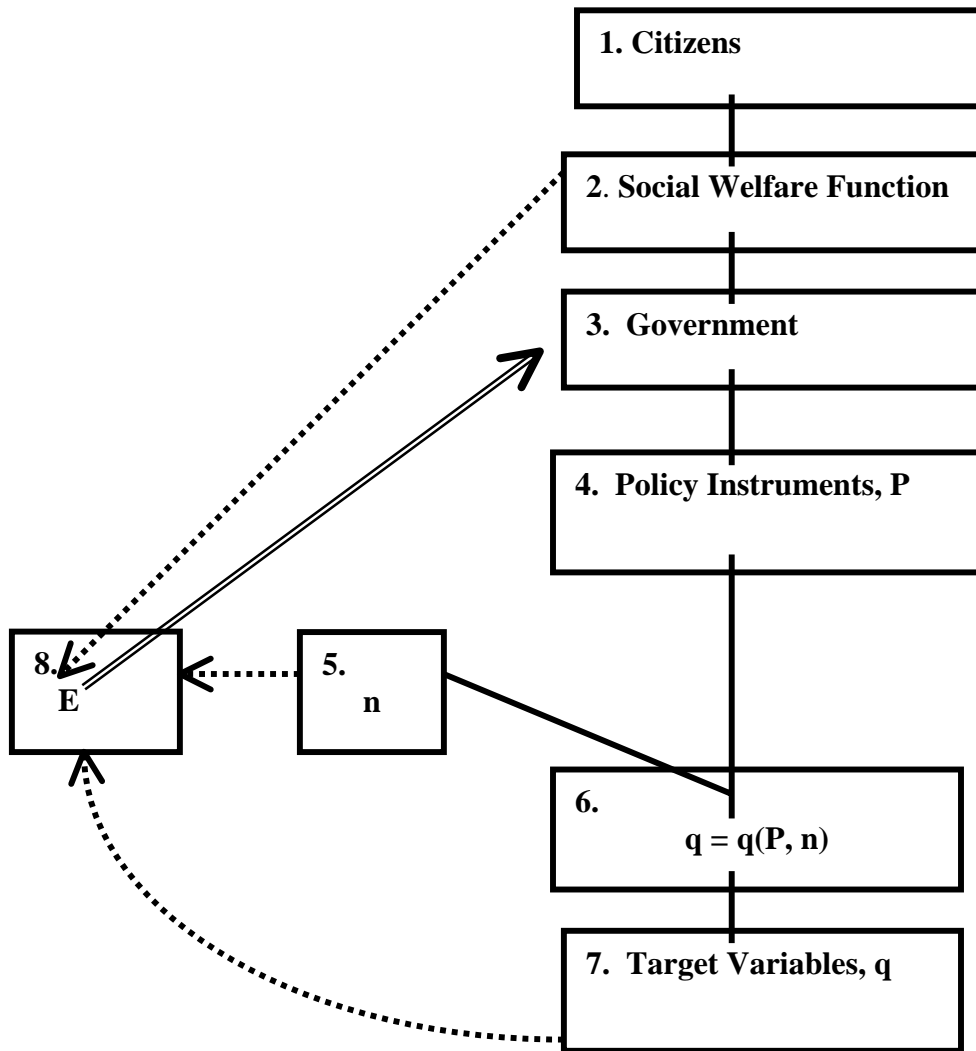 1. Citizens
2. Social Welfare Function
3. Government
4. Policy Instruments, P
8.
E
5.
n
6.
q = q(P, n)
7. Target Variables, q